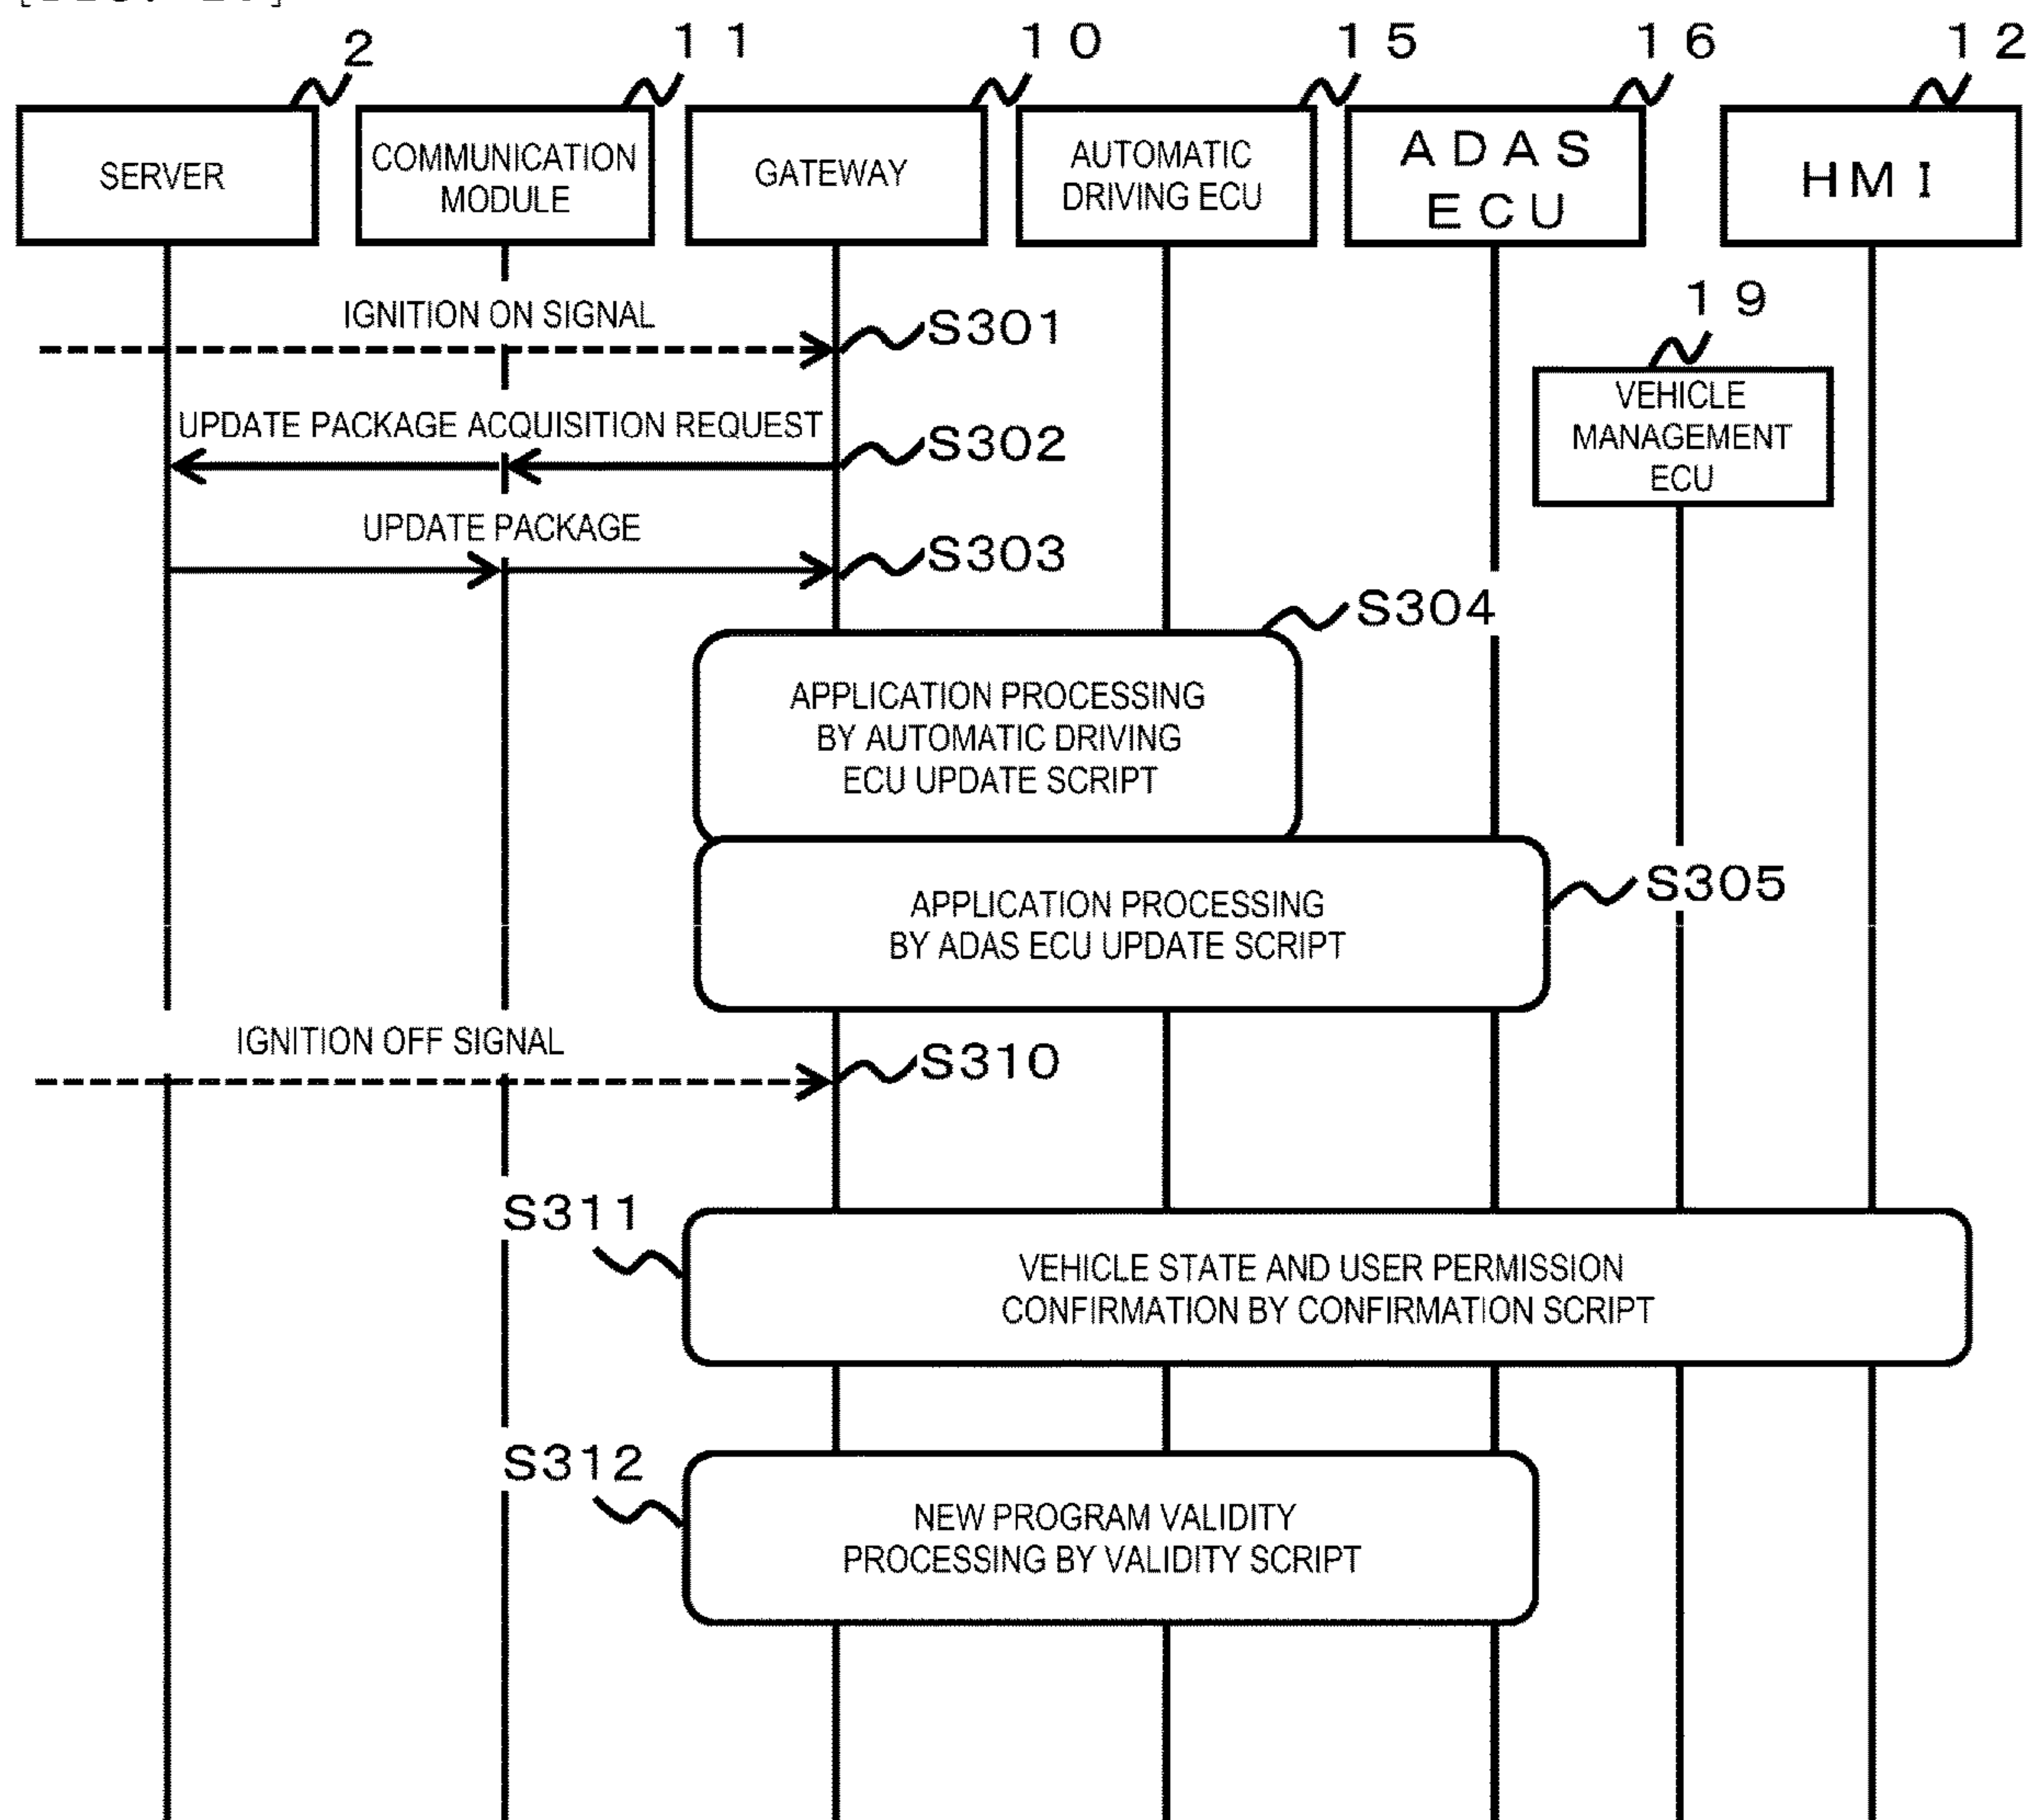 2
11
10
15
16
12
SERVER
COMMUNICATION
MODULE
GATEWAY
AUTOMATIC
DRIVING ECU
ADAS
ECU
HMI
IGNITION ON SIGNAL
S301
19
VEHICLE
MANAGEMENT
ECU
UPDATE PACKAGE ACQUISITION REQUEST
S302
UPDATE PACKAGE
S303
S304
APPLICATION PROCESSING
BY AUTOMATIC DRIVING
ECU UPDATE SCRIPT
S305
APPLICATION PROCESSING
BY ADAS ECU UPDATE SCRIPT
IGNITION OFF SIGNAL
S310
S311
VEHICLE STATE AND USER PERMISSION
CONFIRMATION BY CONFIRMATION SCRIPT
S312
NEW PROGRAM VALIDITY
PROCESSING BY VALIDITY SCRIPT